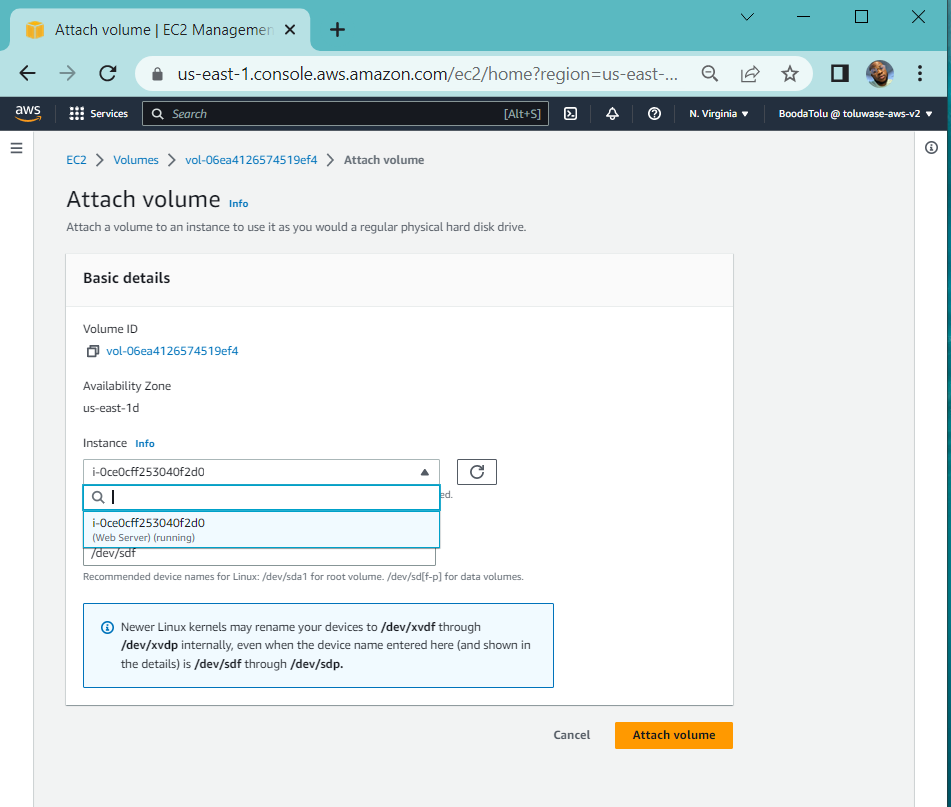 Attach volume | EC2 Managemen
us-east-1.console.aws.amazon.com/ec2/home?region=us-east-...
aws
Services
Search
[Alt+S]
N. Virginia
BoodaTolu @ toluwase-aws-v2
EC2 > Volumes > vol-06ea4126574519ef4 > Attach volume
Attach volume Info
Attach a volume to an instance to use it as you would a regular physical hard disk drive.
Basic details
Volume ID
vol-06ea4126574519ef4
Availability Zone
us-east-1d
Instance Info
i-0ce0cff253040f2d0
ed.
i-0ce0cff253040f2d0
(Web Server) (running)
/dev/sdf
Recommended device names for Linux: /dev/sda1 for root volume. /dev/sd[f-p] for data volumes.
Newer Linux kernels may rename your devices to /dev/xvdf through
/dev/xvdp internally, even when the device name entered here (and shown in
the details) is /dev/sdf through /dev/sdp.
Cancel
Attach volume